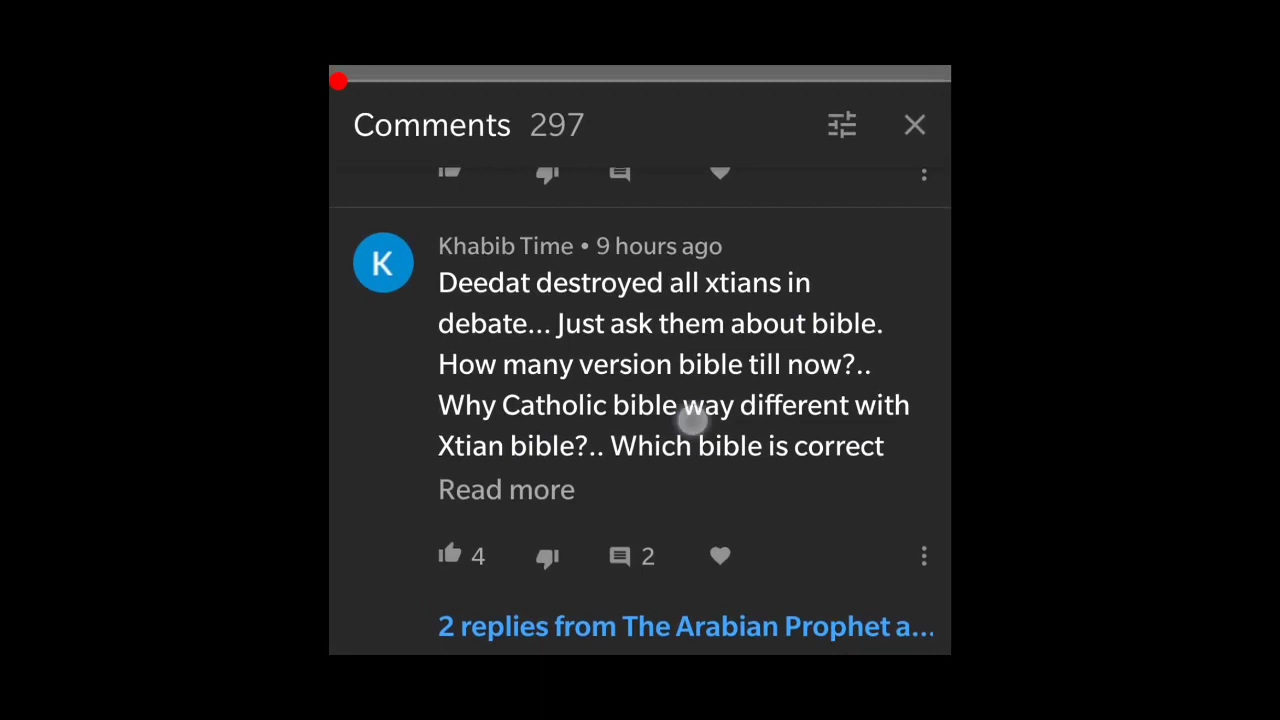 Comments 297
Khabib Time • 9 hours ago
Deedat destroyed all xtians in
debate... Just ask them about bible.
How many version bible till now?..
Why Catholic bible way different with
Xtian bible?.. Which bible is correct
Read more
4 2
2 replies from The Arabian Prophet a...